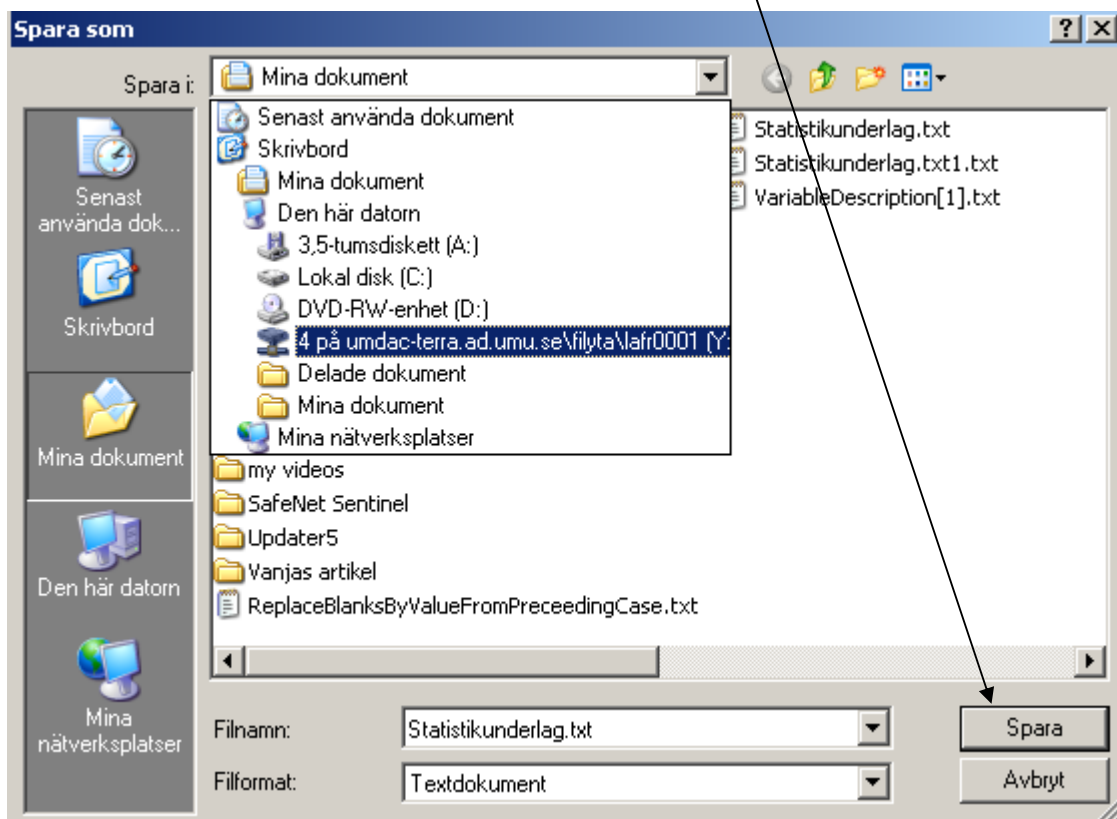 Spara som
Spara i:
Mina dokument
Senast använda dokument
Skrivbord
Mina dokument
Den här datorn
3,5-tumsdiskett (A:)
Lokal disk (C:)
DVD-RW-enhet (D:)
4 på umdac-terra.ad.umu.se\filyta\lafr0001 (Y:
Delade dokument
Mina dokument
Mina nätverksplatser
Senast
använda dok...
Skrivbord
Mina dokument
Den här datorn
Mina
nätverksplatser
my videos
SafeNet Sentinel
Updater5
Vanjas artikel
ReplaceBlanksByValueFromPreceedingCase.txt
Statistikunderlag.txt
Statistikunderlag.txt1.txt
VariableDescription[1].txt
Filnamn:
Statistikunderlag.txt
Spara
Filformat:
Textdokument
Avbryt